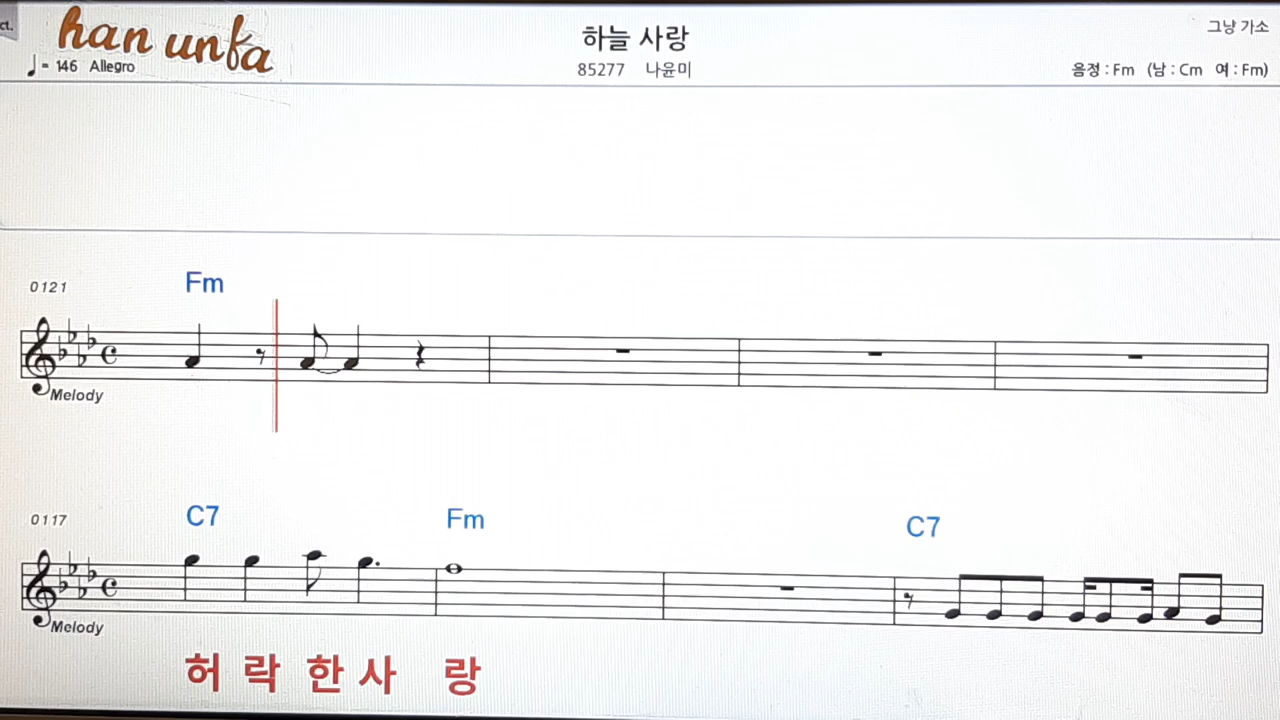 ct.
han unfa
♩= 146 Allegro
하늘 사랑
85277 나윤미
그냥 가소
음정 : Fm (남 : Cm 여 : Fm)
0121
Fm
Melody
0117
C7 Fm C7
Melody
허 락 한 사 랑